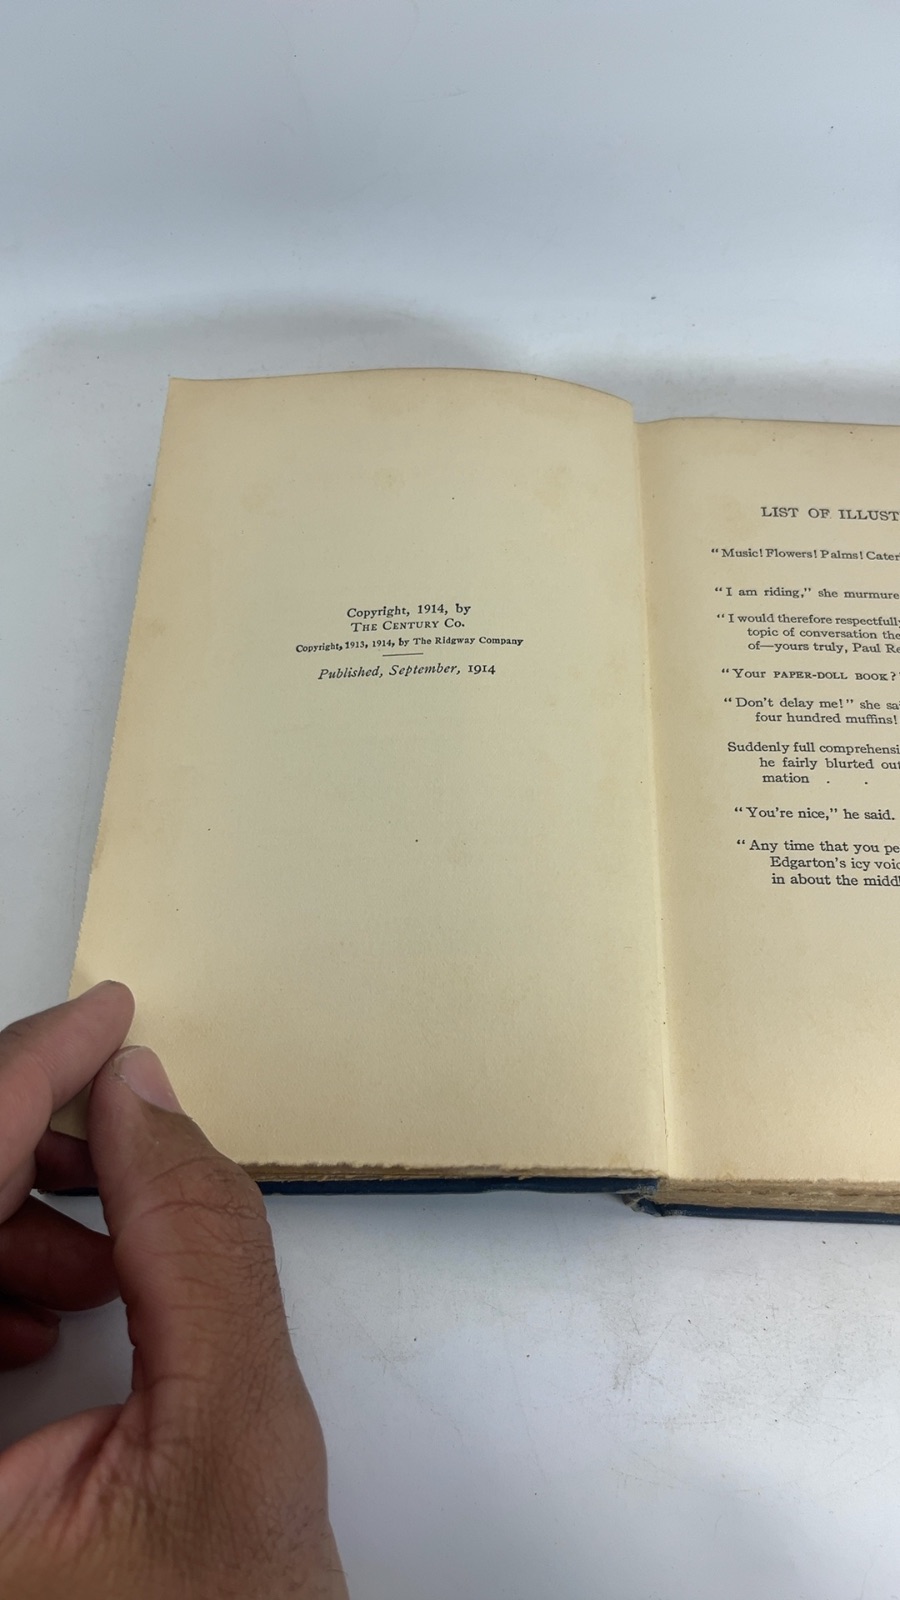 Copyright, 1914, by
THE CENTURY CO.
Copyright, 1913, 1914, by The Ridgway Company
Published, September, 1914
LIST OF ILLUST
"Music! Flowers! Palms! Cater
"I am riding," she murmure
"I would therefore respectfully
topic of conversation the
of—yours truly, Paul Re
"Your PAPER-DOLL BOOK?"
"Don't delay me!" she sai
four hundred muffins!
Suddenly full comprehensi
he fairly blurted out
mation . .
"You're nice," he said.
"Any time that you pe
Edgarton's icy voic
in about the middl